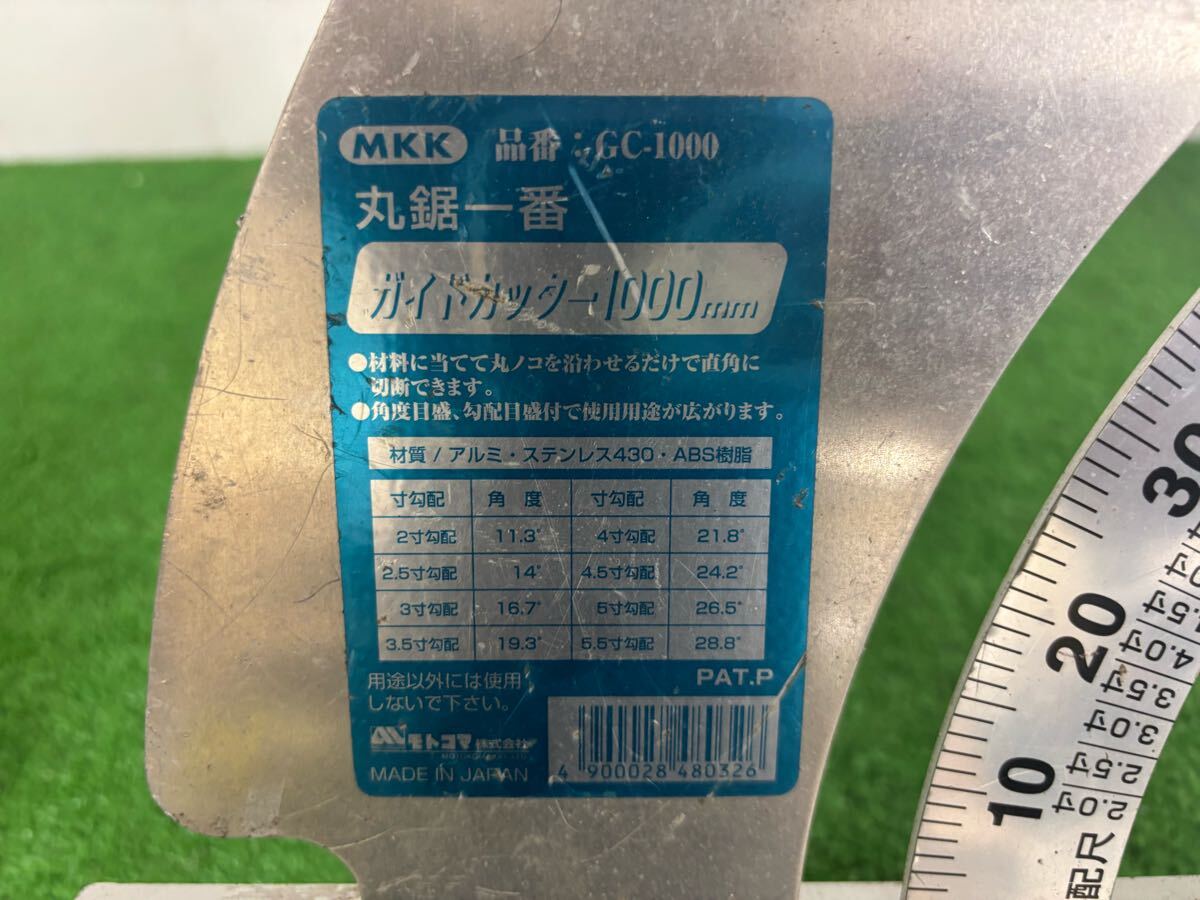 MKK 品番：GC-1000
丸鋸一番
ガイドカッター1000mm
●材料に当てて丸ノコを沿わせるだけで直角に
切断できます。
●角度目盛、勾配目盛付で使用用途が広がります。
材質 / アルミ・ステンレス430・ABS樹脂
寸勾配 角度 寸勾配 角度
2寸勾配 11.3° 4寸勾配 21.8°
2.5寸勾配 14° 4.5寸勾配 24.2°
3寸勾配 16.7° 5寸勾配 26.5°
3.5寸勾配 19.3° 5.5寸勾配 28.8°
用途以外には使用
しないで下さい。
PAT.P
モトコマ株式会社
MADE IN JAPAN
4 900028 480326
30
20
10
4.0寸
3.5寸
3.0寸
2.5寸
2.0寸
配尺